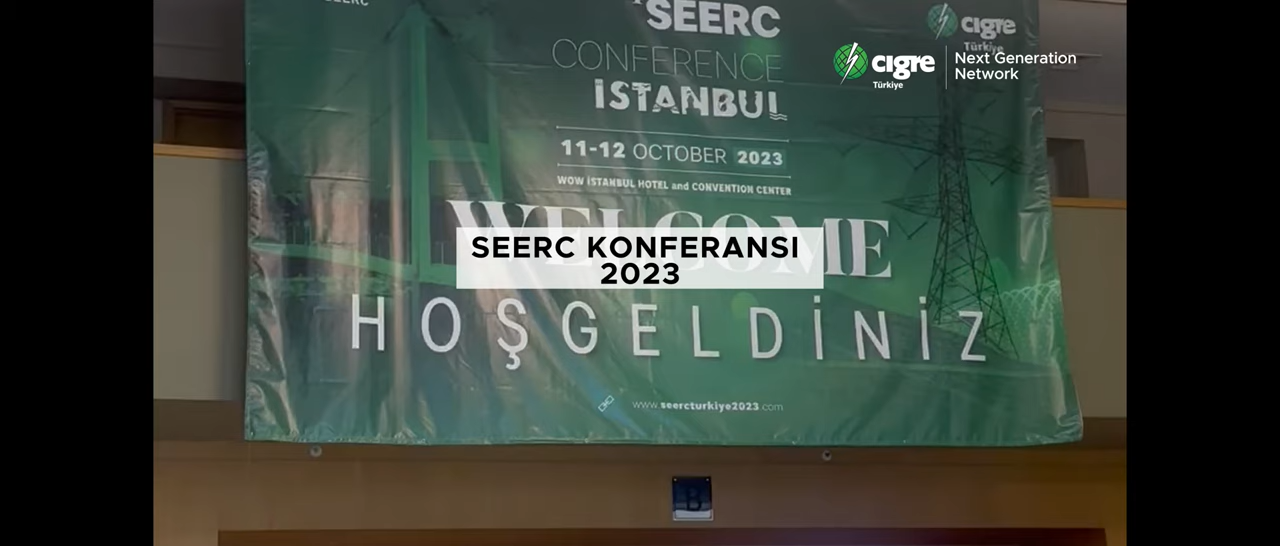 SEERC
SEERC
CONFERENCE
İSTANBUL
11-12 OCTOBER 2023
WOW İSTANBUL HOTEL and CONVENTION CENTER
WELCOME
HOŞGELDİNİZ
www.seercturkiye2023.com
cigre
Türkiye
cigre
Türkiye
Next Generation
Network
SEERC KONFERANSI
2023
B